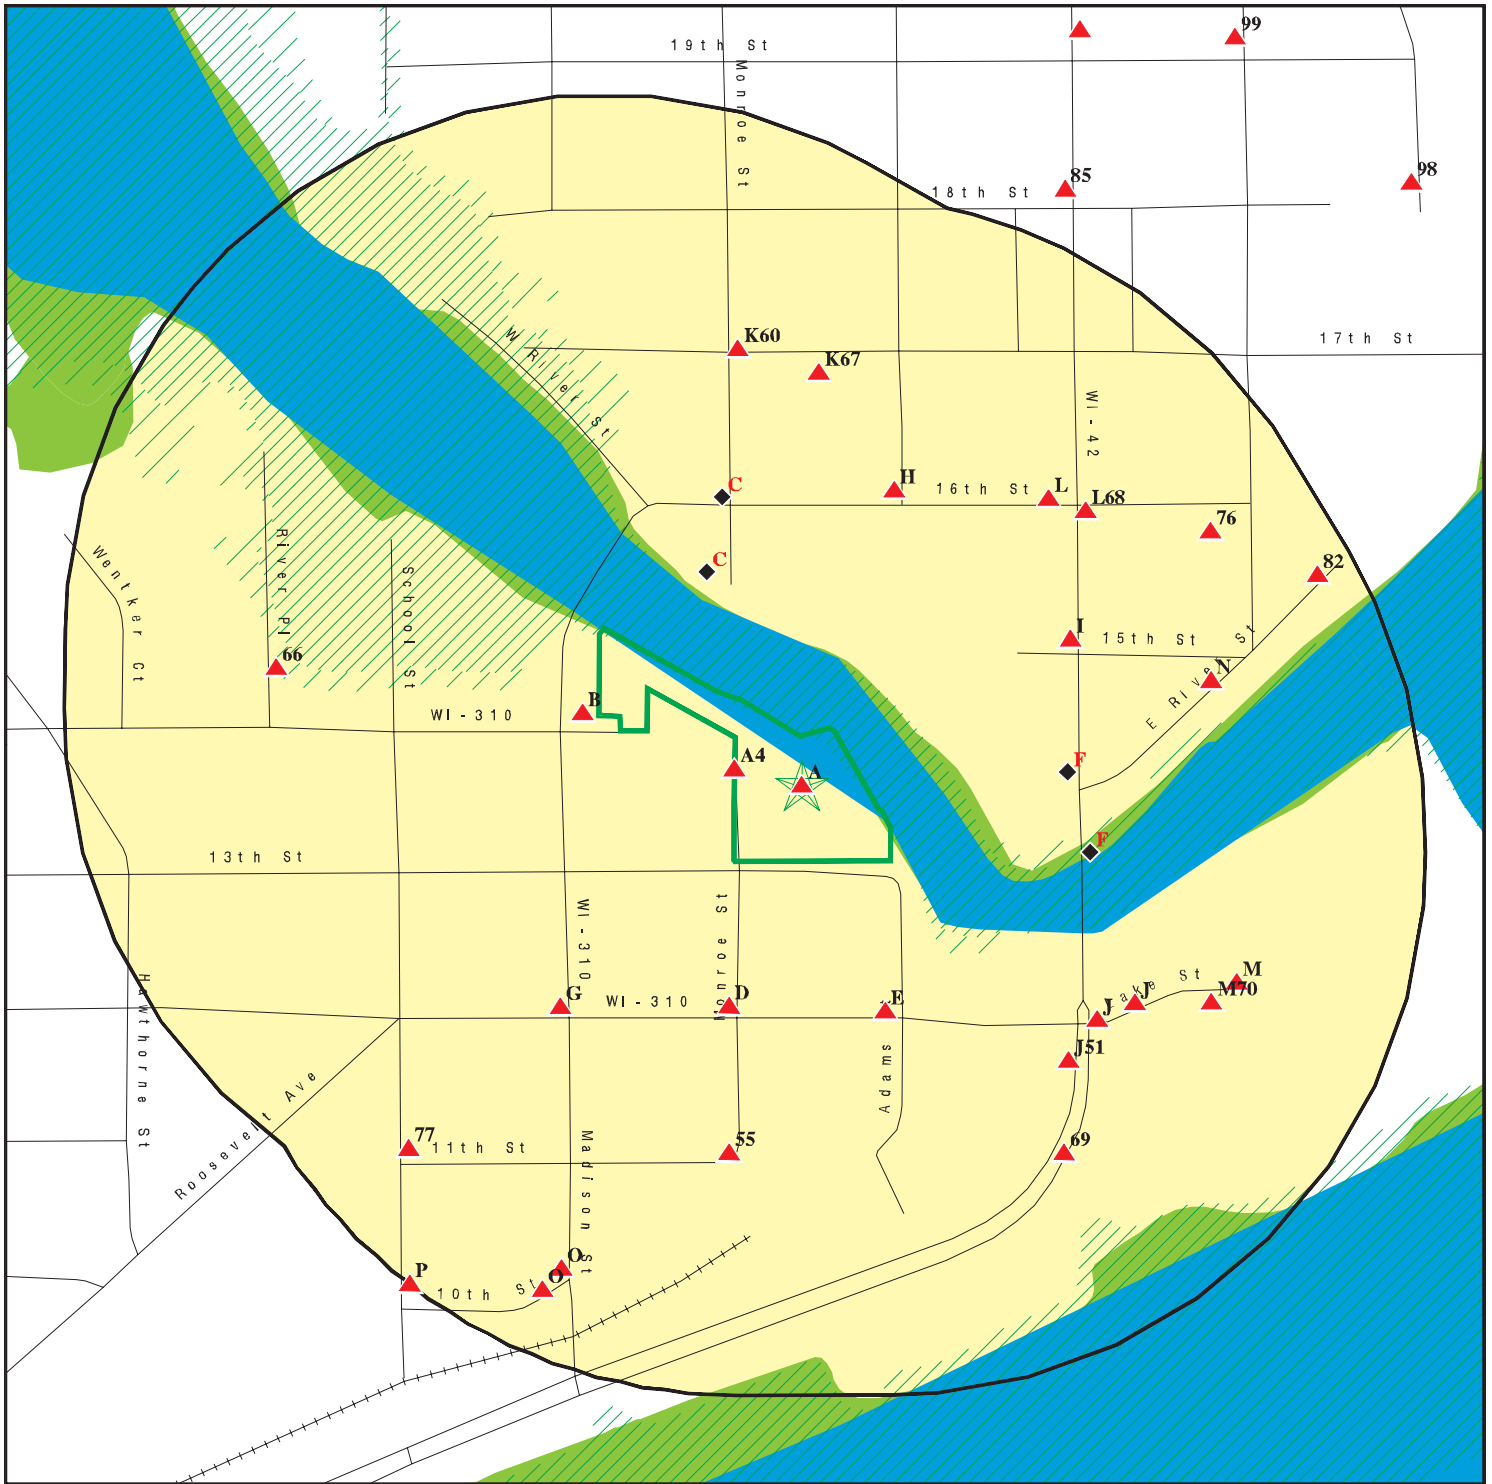 99
19th St
Monroe St
98
85
18th St
17th St
K60
K67
W River St
WI-42
C
H
16th St
L
L68
76
C
82
Wentker Ct
River Pl
School St
I
15th St
66
N
E River St
B
WI-310
A4
A
F
F
13th St
WI-310
Monroe St
Hawthorne St
M
Lake St
G
WI-310
D
E
J
J
M70
J51
Adams
Roosevelt Ave
77
11th St
55
69
Madison St
O
P
10th St
O